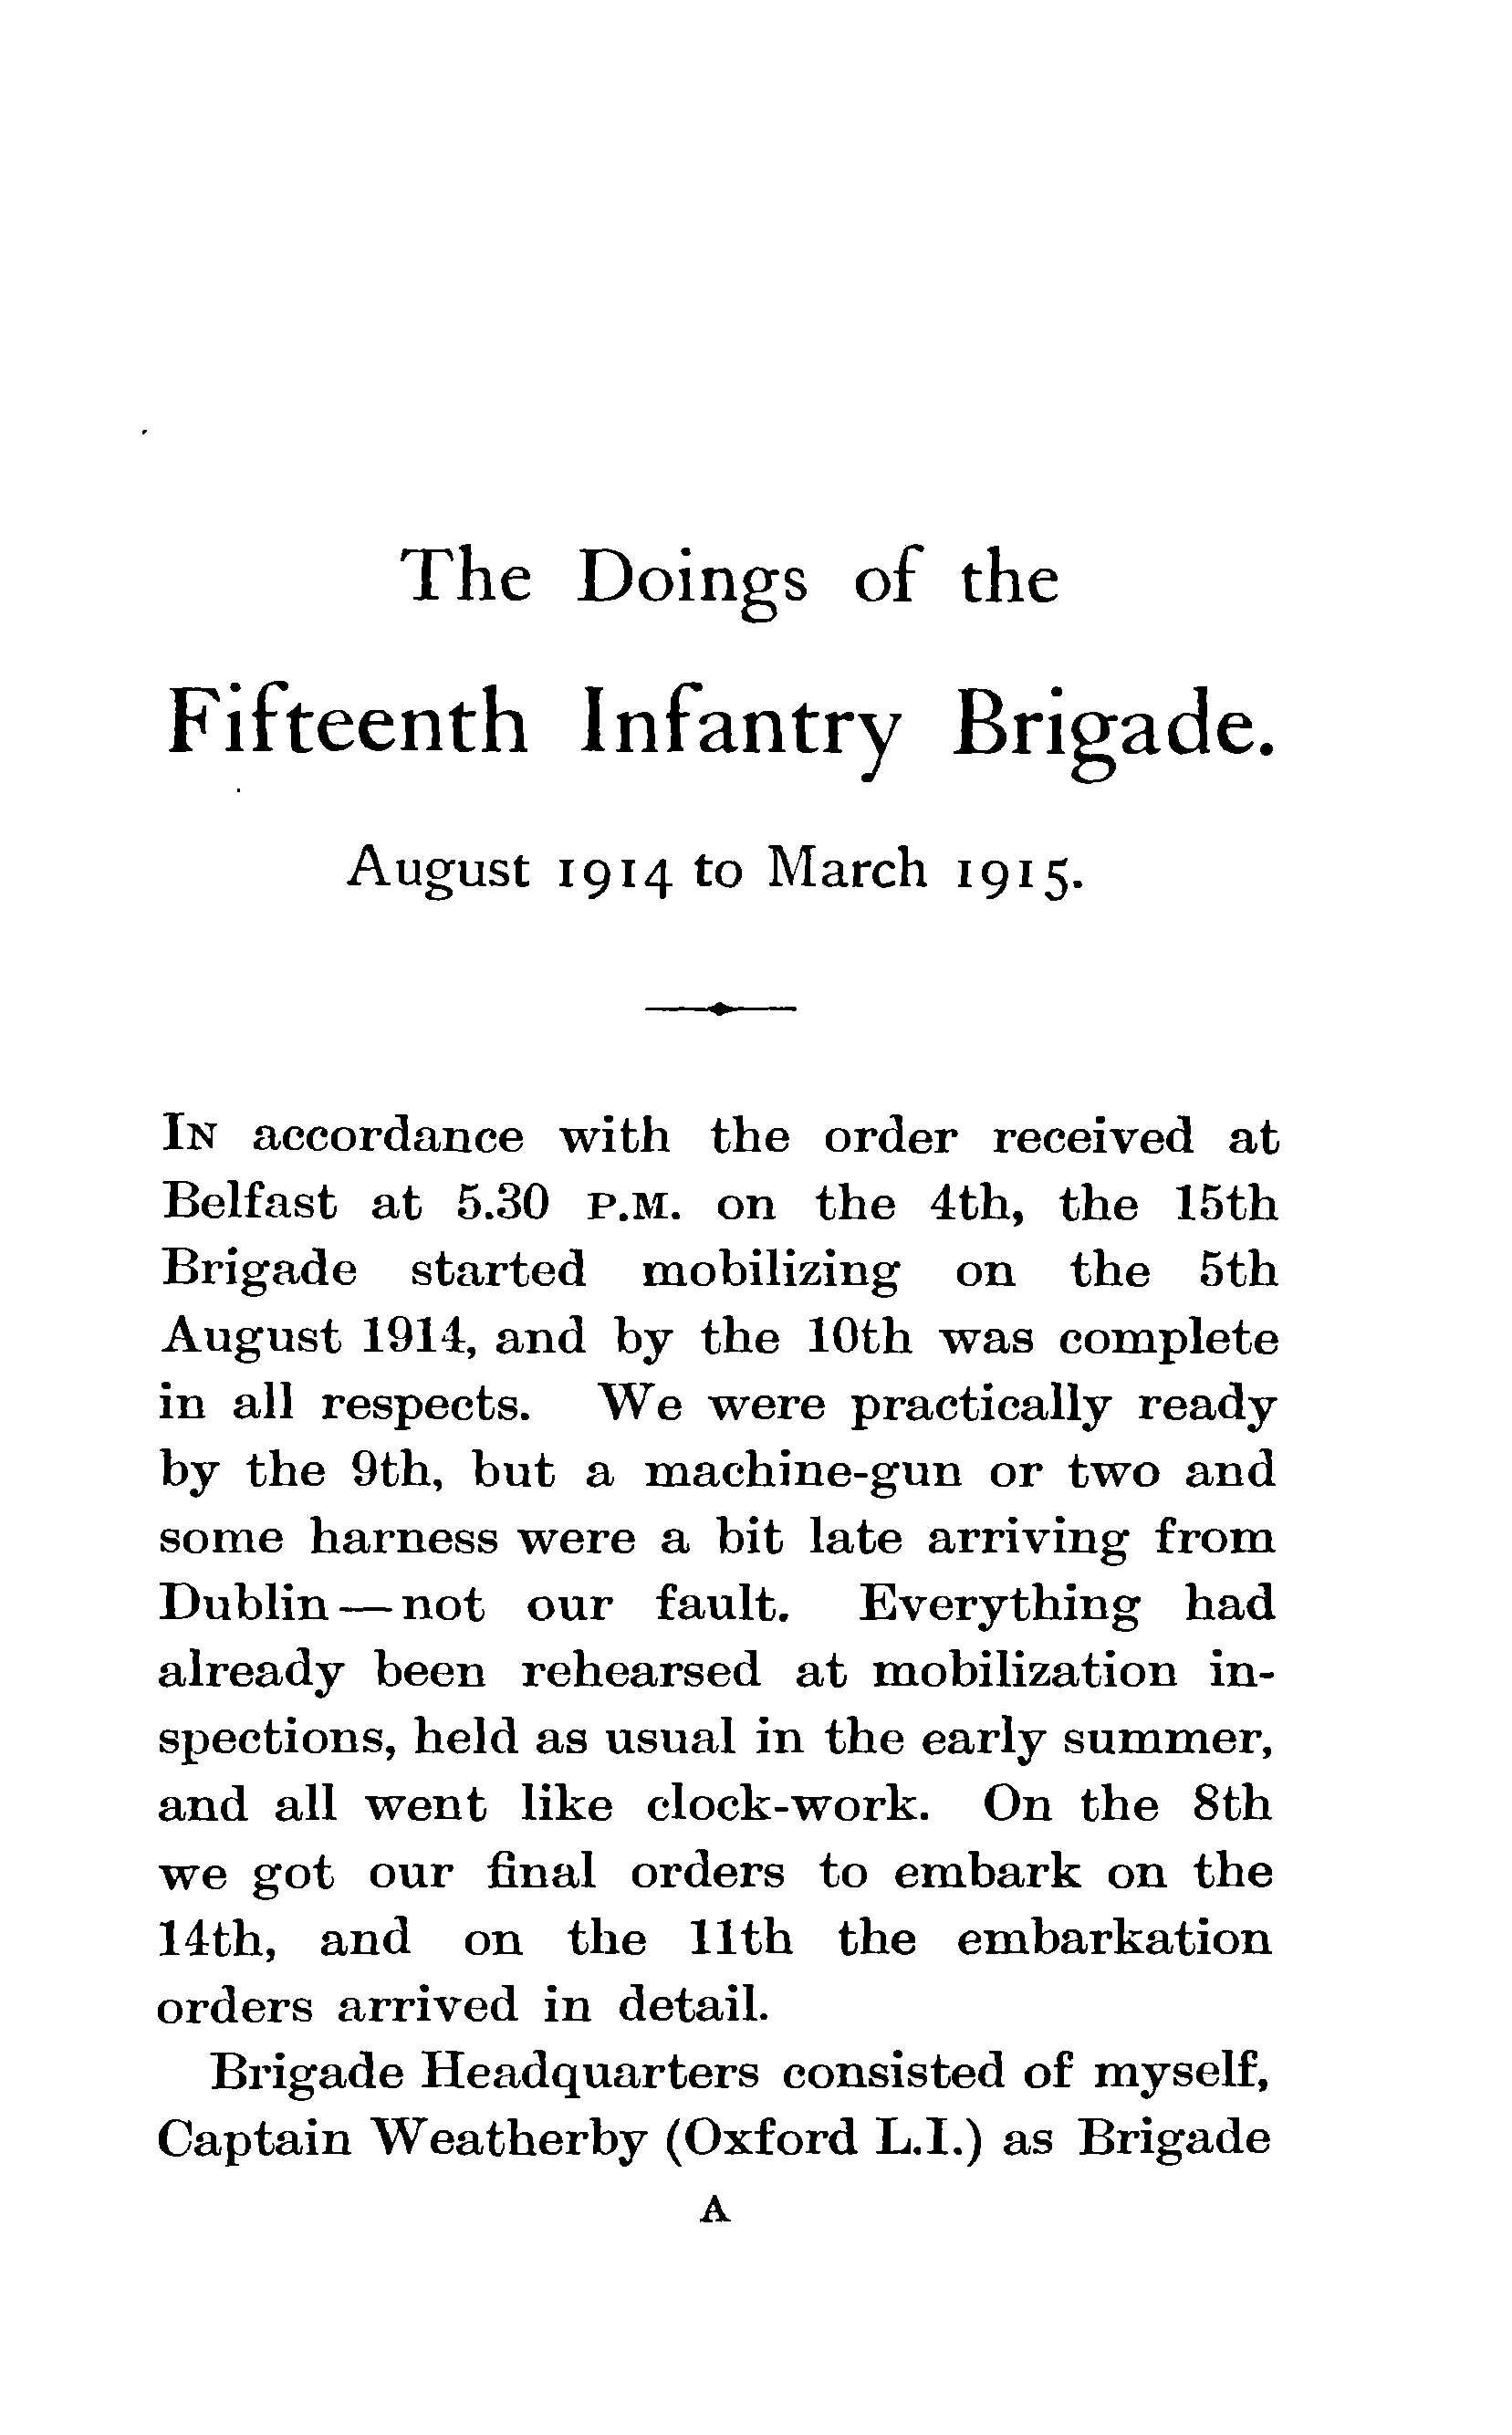 The Doings of the
Fifteenth Infantry Brigade.
August 1914 to March 1915.
IN accordance with the order received at
Belfast at 5.30 P.M. on the 4th, the 15th
Brigade started mobilizing on the 5th
August 1914, and by the 10th was complete
in all respects. We were practically ready
by the 9th, but a machine-gun or two and
some harness were a bit late arriving from
Dublin—not our fault. Everything had
already been rehearsed at mobilization in-
spections, held as usual in the early summer,
and all went like clock-work. On the 8th
we got our final orders to embark on the
14th, and on the 11th the embarkation
orders arrived in detail.
Brigade Headquarters consisted of myself,
Captain Weatherby (Oxford L.I.) as Brigade
A